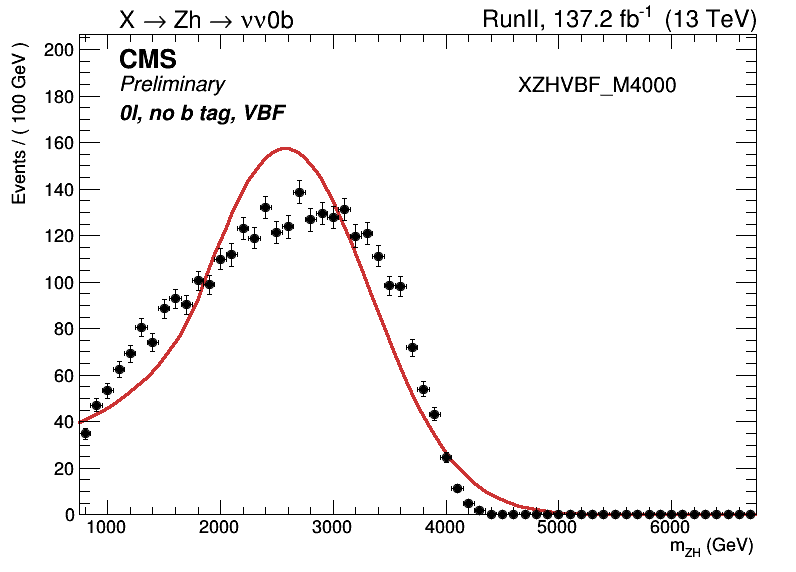 X → Zh → νν0b
RunII, 137.2 fb⁻¹ (13 TeV)
CMS
Preliminary
0l, no b tag, VBF
XZHVBF_M4000
Events / ( 100 GeV )
200
180
160
140
120
100
80
60
40
20
0
1000 2000 3000 4000 5000 6000
m_ZH (GeV)